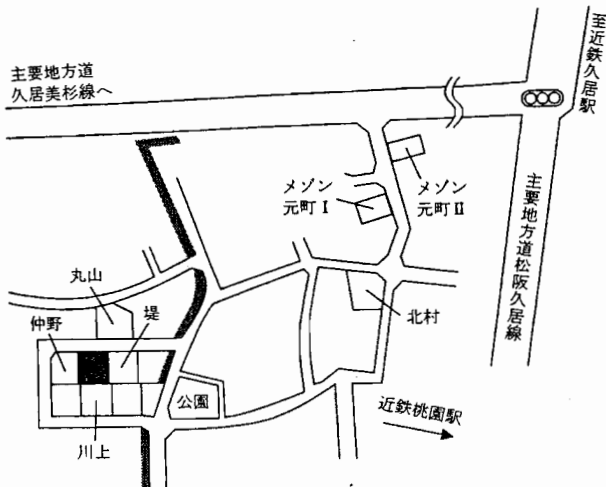 至近鉄久居駅
主要地方道
久居美杉線へ
メゾン
元町Ⅰ
メゾン
元町Ⅱ
主要地方道松阪久居線
丸山
仲野
堤
北村
公園
近鉄桃園駅
川上